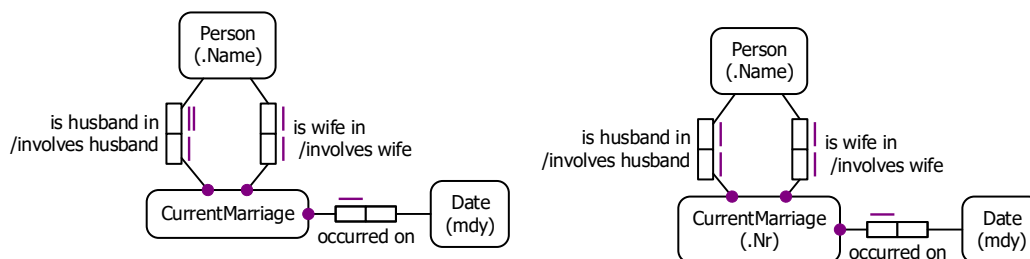 Person
(.Name)
is husband in
/involves husband
is wife in
/involves wife
CurrentMarriage
occurred on
Date
(mdy)
Person
(.Name)
is husband in
/involves husband
is wife in
/involves wife
CurrentMarriage
(.Nr)
occurred on
Date
(mdy)